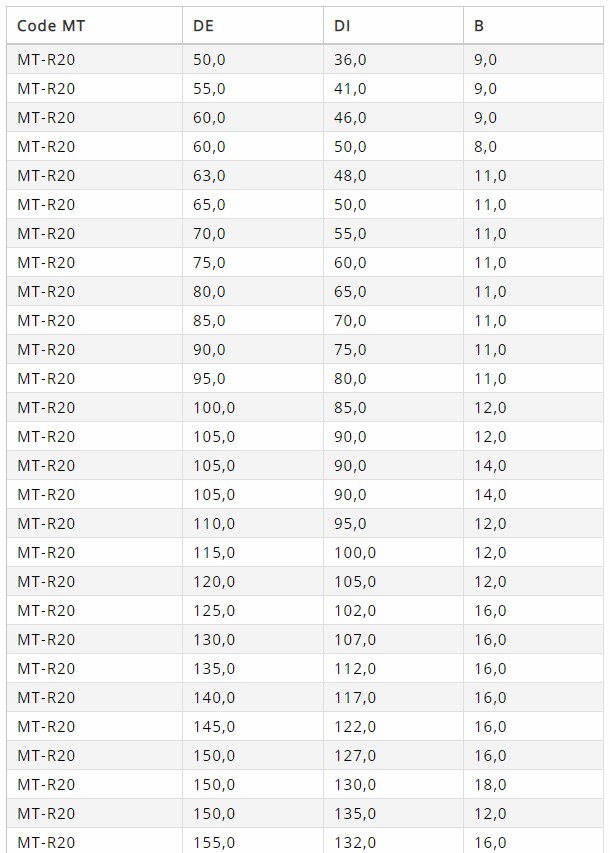 Code MT DE DI B
MT-R20 50,0 36,0 9,0
MT-R20 55,0 41,0 9,0
MT-R20 60,0 46,0 9,0
MT-R20 60,0 50,0 8,0
MT-R20 63,0 48,0 11,0
MT-R20 65,0 50,0 11,0
MT-R20 70,0 55,0 11,0
MT-R20 75,0 60,0 11,0
MT-R20 80,0 65,0 11,0
MT-R20 85,0 70,0 11,0
MT-R20 90,0 75,0 11,0
MT-R20 95,0 80,0 11,0
MT-R20 100,0 85,0 12,0
MT-R20 105,0 90,0 12,0
MT-R20 105,0 90,0 14,0
MT-R20 105,0 90,0 14,0
MT-R20 110,0 95,0 12,0
MT-R20 115,0 100,0 12,0
MT-R20 120,0 105,0 12,0
MT-R20 125,0 102,0 16,0
MT-R20 130,0 107,0 16,0
MT-R20 135,0 112,0 16,0
MT-R20 140,0 117,0 16,0
MT-R20 145,0 122,0 16,0
MT-R20 150,0 127,0 16,0
MT-R20 150,0 130,0 18,0
MT-R20 150,0 135,0 12,0
MT-R20 155,0 132,0 16,0